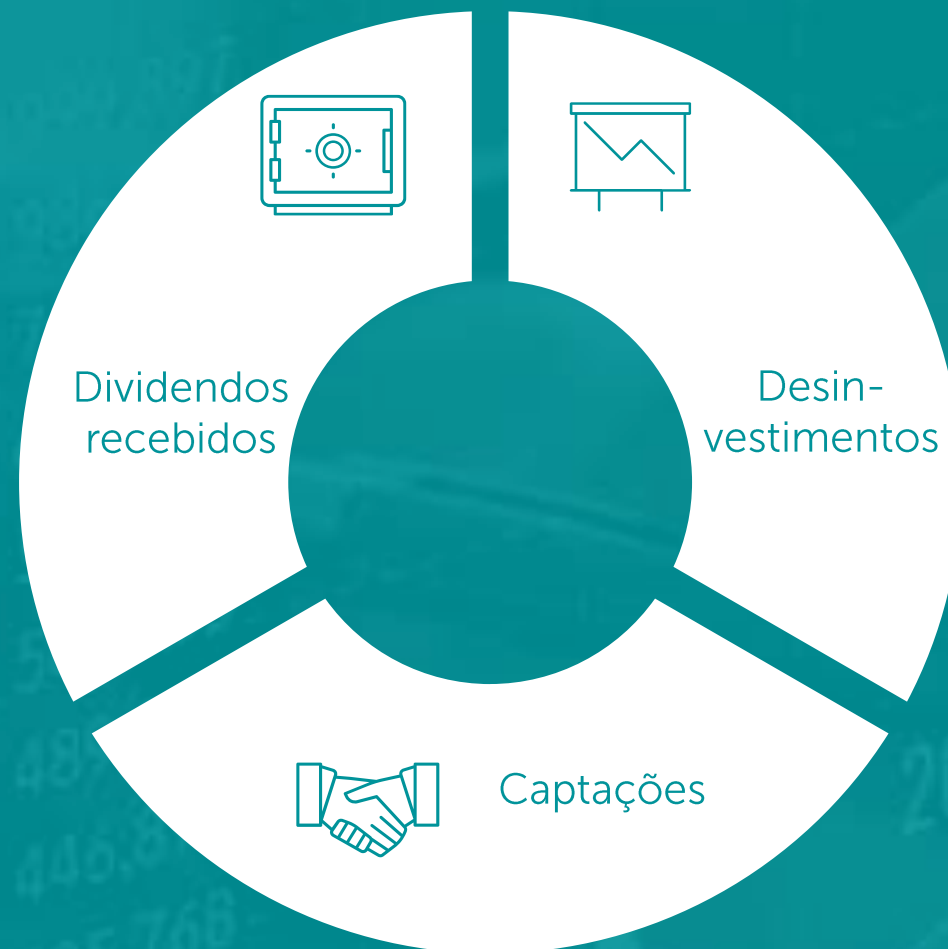 Dividendos
recebidos
Desin-
vestimentos
Captações